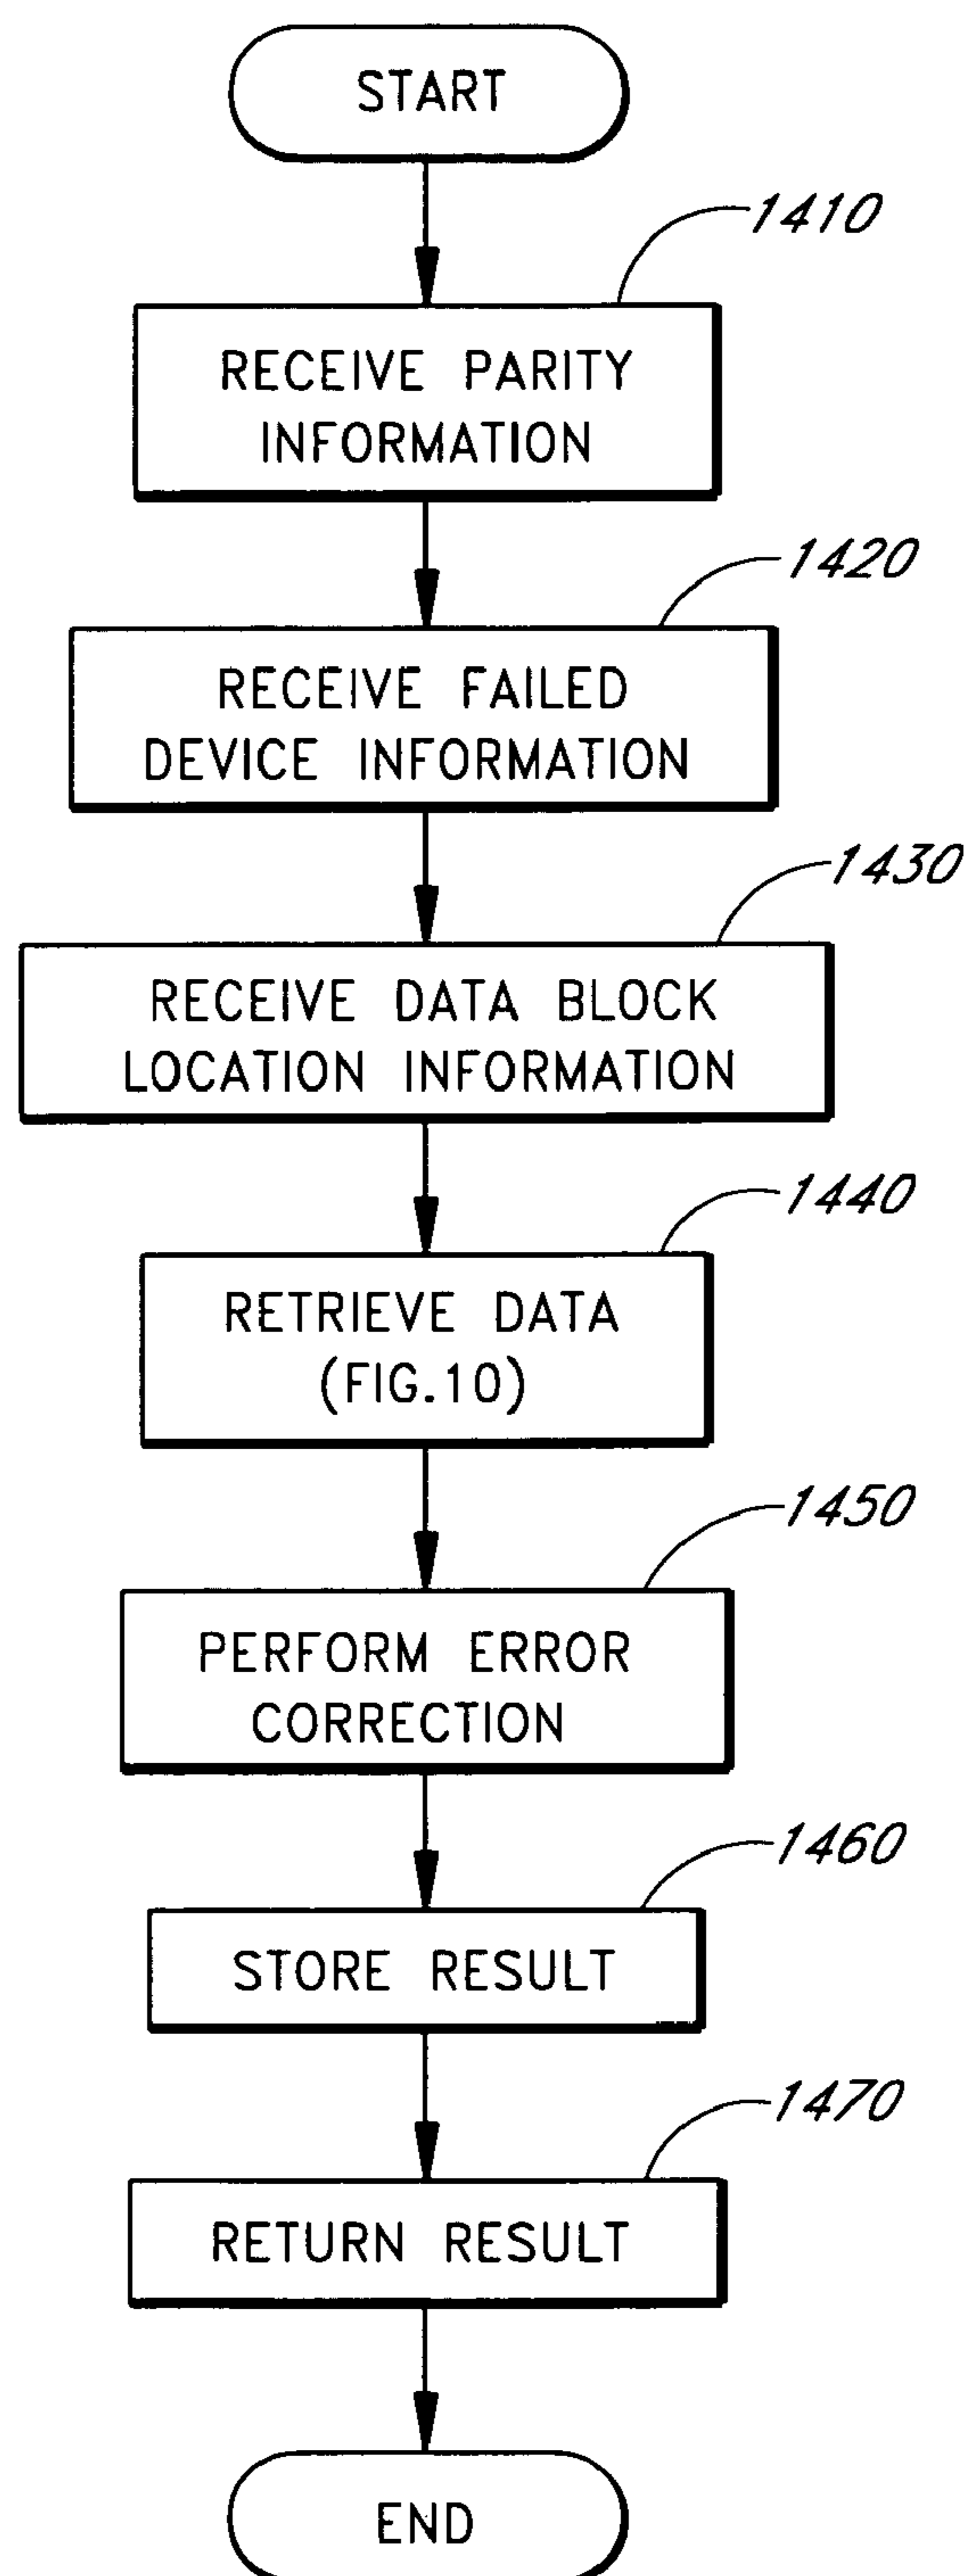 START
1410
RECEIVE PARITY
INFORMATION
1420
RECEIVE FAILED
DEVICE INFORMATION
1430
RECEIVE DATA BLOCK
LOCATION INFORMATION
1440
RETRIEVE DATA
(FIG.10)
1450
PERFORM ERROR
CORRECTION
1460
STORE RESULT
1470
RETURN RESULT
END